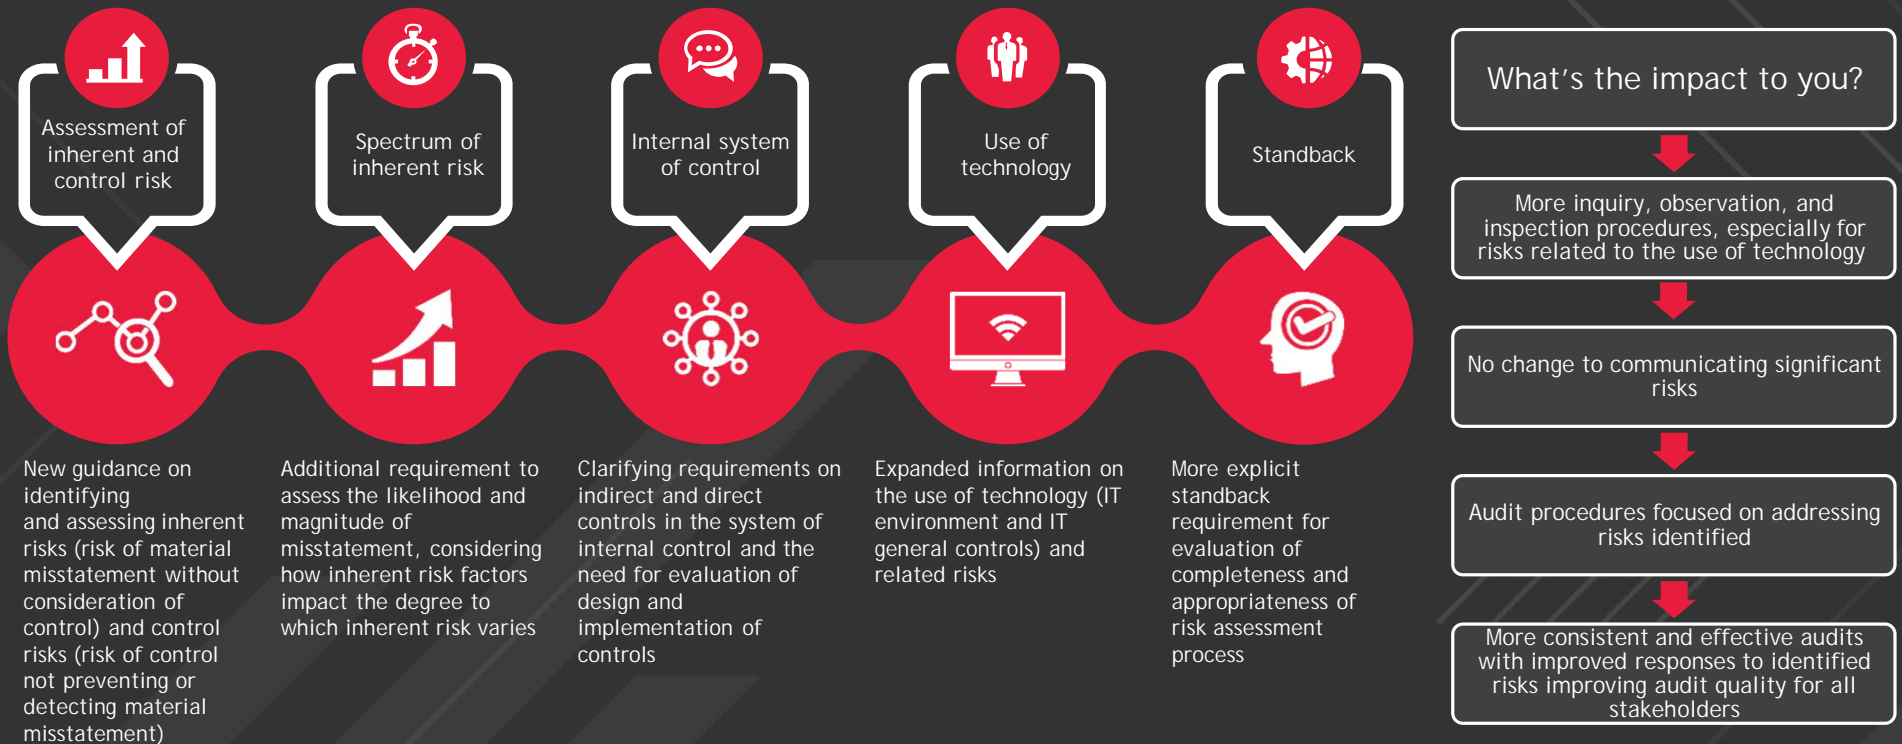 Assessment of
inherent and
control risk
Spectrum of
inherent risk
Internal system
of control
Use of
technology
Standback
New guidance on
identifying
and assessing inherent
risks (risk of material
misstatement without
consideration of
control) and control
risks (risk of control
not preventing or
detecting material
misstatement)
Additional requirement to
assess the likelihood and
magnitude of
misstatement, considering
how inherent risk factors
impact the degree to
which inherent risk varies
Clarifying requirements on
indirect and direct
controls in the system of
internal control and the
need for evaluation of
design and
implementation of
controls
Expanded information on
the use of technology (IT
environment and IT
general controls) and
related risks
More explicit
standback
requirement for
evaluation of
completeness and
appropriateness of
risk assessment
process
What's the impact to you?
More inquiry, observation, and
inspection procedures, especially for
risks related to the use of technology
No change to communicating significant
risks
Audit procedures focused on addressing
risks identified
More consistent and effective audits
with improved responses to identified
risks improving audit quality for all
stakeholders